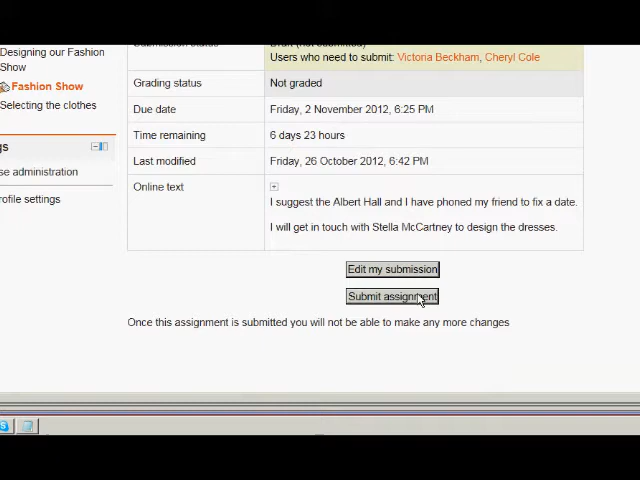 Designing our Fashion
Show
Fashion Show
Selecting the clothes
gs
se administration
rofile settings
Submission status
Draft (not submitted)
Users who need to submit: Victoria Beckham, Cheryl Cole
Grading status
Not graded
Due date
Friday, 2 November 2012, 6:25 PM
Time remaining
6 days 23 hours
Last modified
Friday, 26 October 2012, 6:42 PM
Online text
I suggest the Albert Hall and I have phoned my friend to fix a date.
I will get in touch with Stella McCartney to design the dresses.
Edit my submission
Submit assignment
Once this assignment is submitted you will not be able to make any more changes